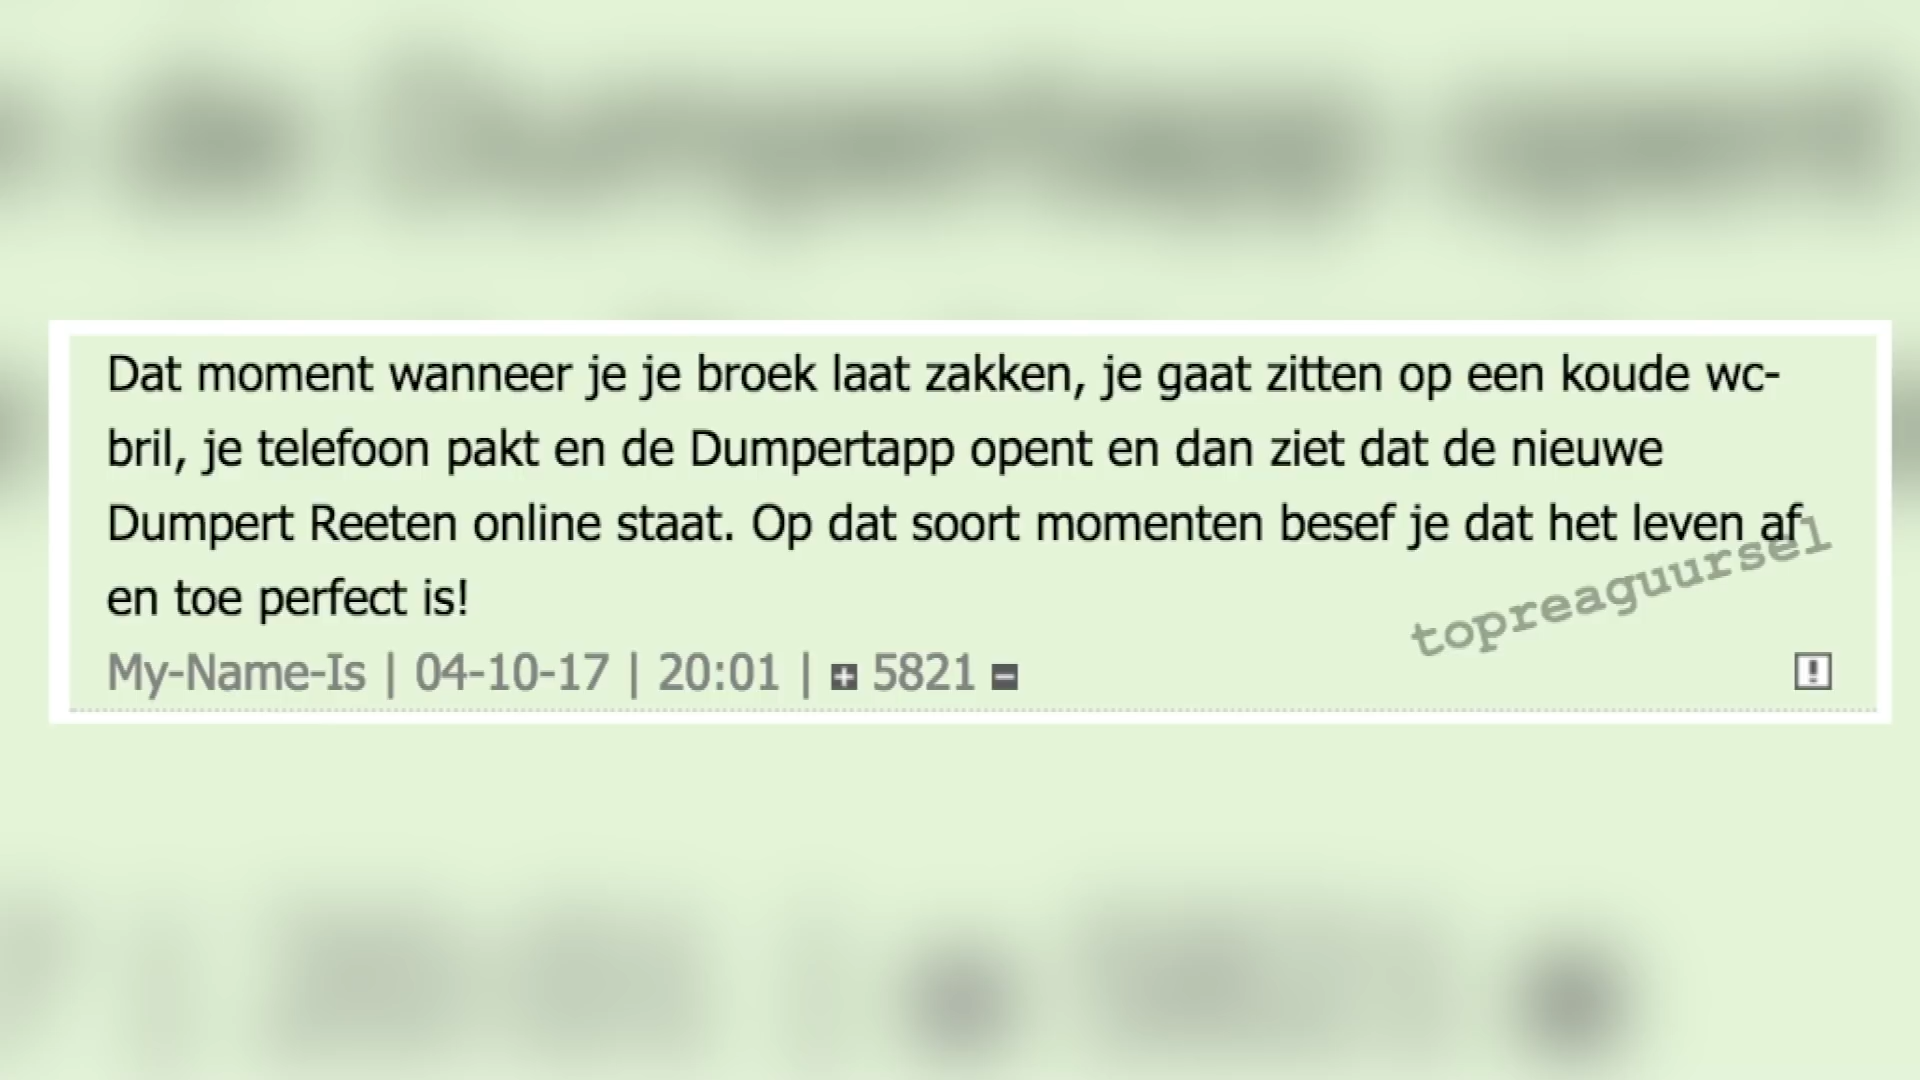 Dat moment wanneer je je broek laat zakken, je gaat zitten op een koude wc-
bril, je telefoon pakt en de Dumpertapp opent en dan ziet dat de nieuwe
Dumpert Reeten online staat. Op dat soort momenten besef je dat het leven af
en toe perfect is!
topreaguursel
My-Name-Is | 04-10-17 | 20:01 | + 5821 -